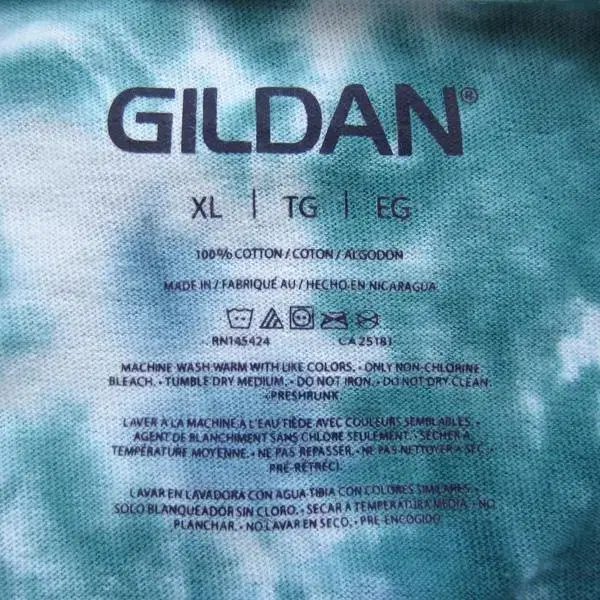 GILDAN®
XL | TG | EG
100% COTTON / COTON / ALGODON
MADE IN / FABRIQUÉ AU / HECHO EN NICARAGUA
RN145424 CA25181
MACHINE WASH WARM WITH LIKE COLORS. • ONLY NON-CHLORINE
BLEACH. • TUMBLE DRY MEDIUM. • DO NOT IRON. • DO NOT DRY CLEAN.
• PRESHRUNK.
LAVER A LA MACHINE A L'EAU TIÈDE AVEC COULEURS SEMBLABLES. •
AGENT DE BLANCHIMENT SANS CHLORE SEULEMENT. • SÉCHER A
TEMPÉRATURE MOYENNE. • NE PAS REPASSER. • NE PAS NETTOYER A SEC. •
PRÉ-RÉTRÉCI.
LAVAR EN LAVADORA CON AGUA TIBIA CON COLORES SIMILARES. •
SOLO BLANQUEADOR SIN CLORO. • SECAR A TEMPERATURA MEDIA. • NO
PLANCHAR. • NO LAVAR EN SECO. • PRE-ENCOGIDO